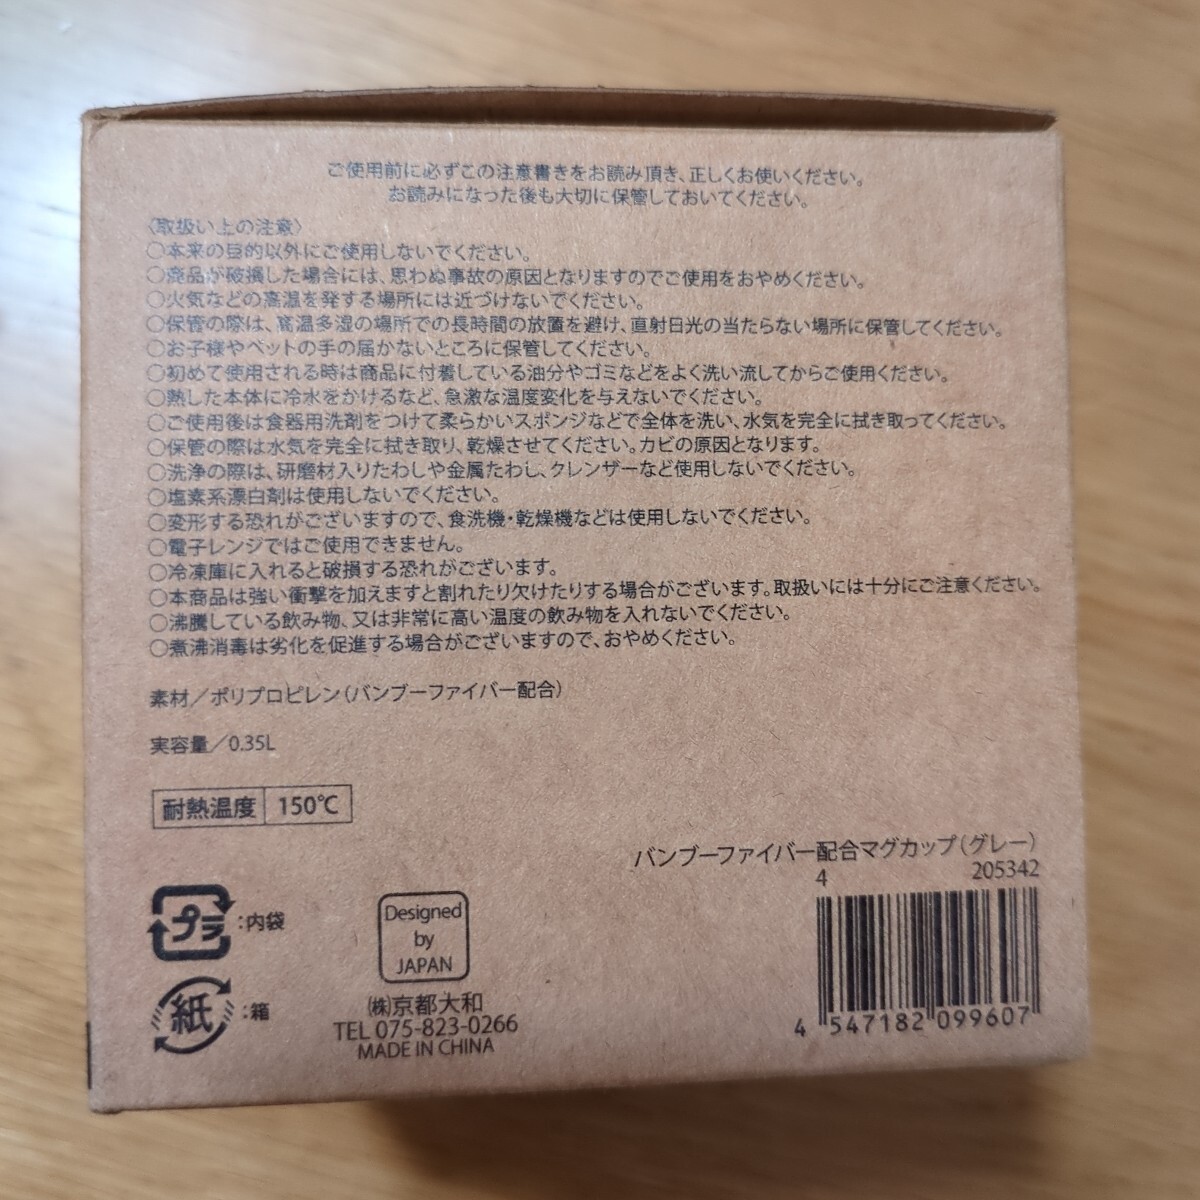 ご使用前に必ずこの注意書きをお読み頂き、正しくお使いください。
お読みになった後も大切に保管しておいてください。
〈取扱い上の注意〉
○本来の目的以外にご使用しないでください。
○商品が破損した場合には、思わぬ事故の原因となりますのでご使用をおやめください。
○火気などの高温を発する場所には近づけないでください。
○保管の際は、高温多湿の場所での長時間の放置を避け、直射日光の当たらない場所に保管してください。
○お子様やペットの手の届かないところに保管してください。
○初めて使用される時は商品に付着している油分やゴミなどをよく洗い流してからご使用ください。
○熱した本体に冷水をかけるなど、急激な温度変化を与えないでください。
○ご使用後は食器用洗剤をつけて柔らかいスポンジなどで全体を洗い、水気を完全に拭き取ってください。
○保管の際は水気を完全に拭き取り、乾燥させてください。カビの原因となります。
○洗浄の際は、研磨材入りたわしや金属たわし、クレンザーなど使用しないでください。
○塩素系漂白剤は使用しないでください。
○変形する恐れがございますので、食洗機・乾燥機などは使用しないでください。
○電子レンジではご使用できません。
○冷凍庫に入れると破損する恐れがございます。
○本商品は強い衝撃を加えますと割れたり欠けたりする場合がございます。取扱いには十分にご注意ください。
○沸騰している飲み物、又は非常に高い温度の飲み物を入れないでください。
○煮沸消毒は劣化を促進する場合がございますので、おやめください。
素材／ポリプロピレン（バンブーファイバー配合）
実容量／0.35L
耐熱温度 150℃
バンブーファイバー配合マグカップ（グレー）
4 205342
4 547182 099607
プラ :内袋
紙 :箱
Designed
by
JAPAN
㈱京都大和
TEL 075-823-0266
MADE IN CHINA